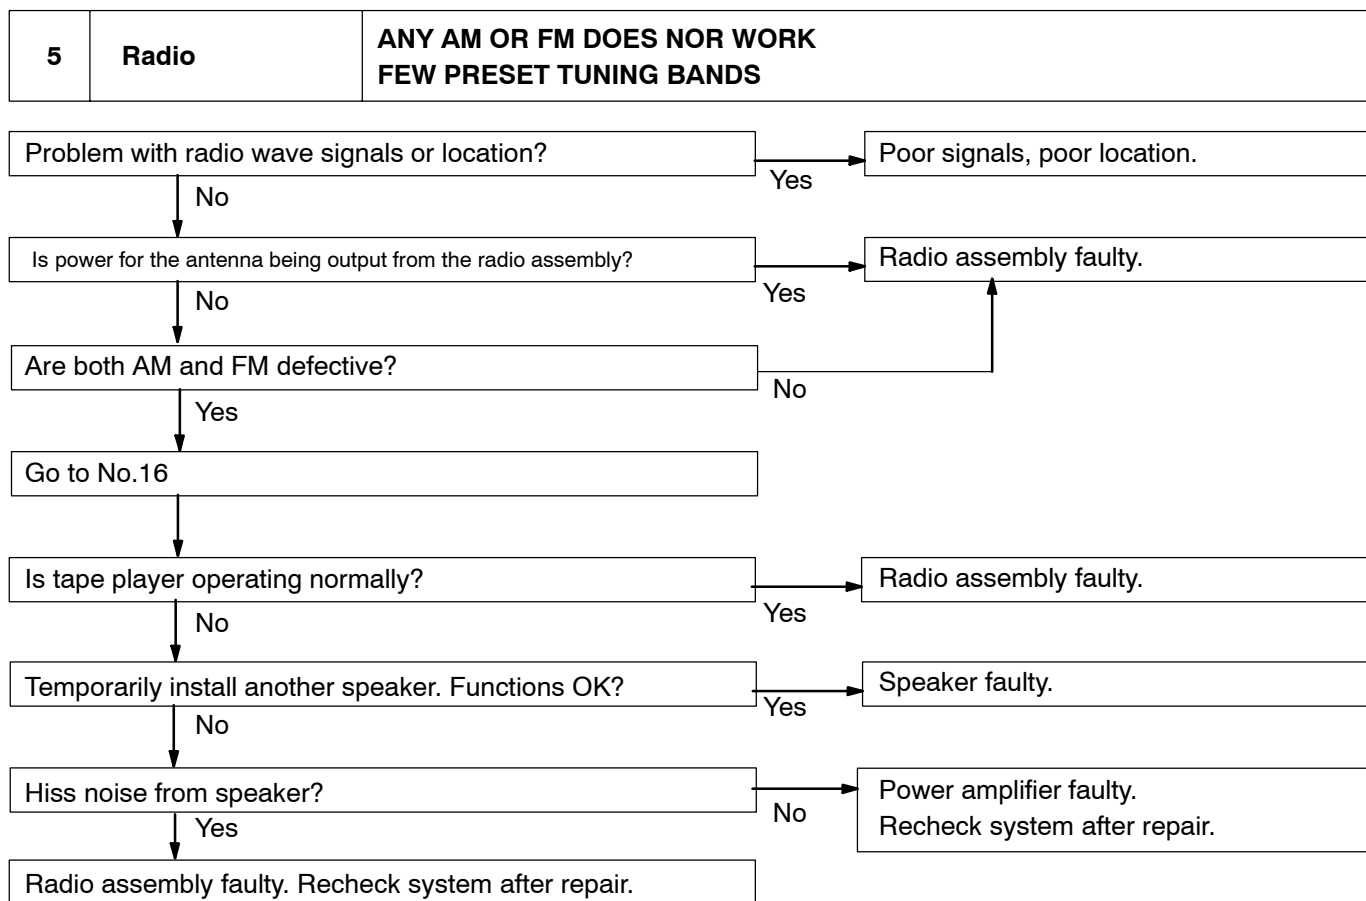 5
Radio
ANY AM OR FM DOES NOR WORK
FEW PRESET TUNING BANDS
Problem with radio wave signals or location?
Yes
Poor signals, poor location.
No
Is power for the antenna being output from the radio assembly?
Yes
Radio assembly faulty.
No
Are both AM and FM defective?
No
Yes
Go to No.16
Is tape player operating normally?
Yes
Radio assembly faulty.
No
Temporarily install another speaker. Functions OK?
Yes
Speaker faulty.
No
Hiss noise from speaker?
No
Power amplifier faulty.
Recheck system after repair.
Yes
Radio assembly faulty. Recheck system after repair.